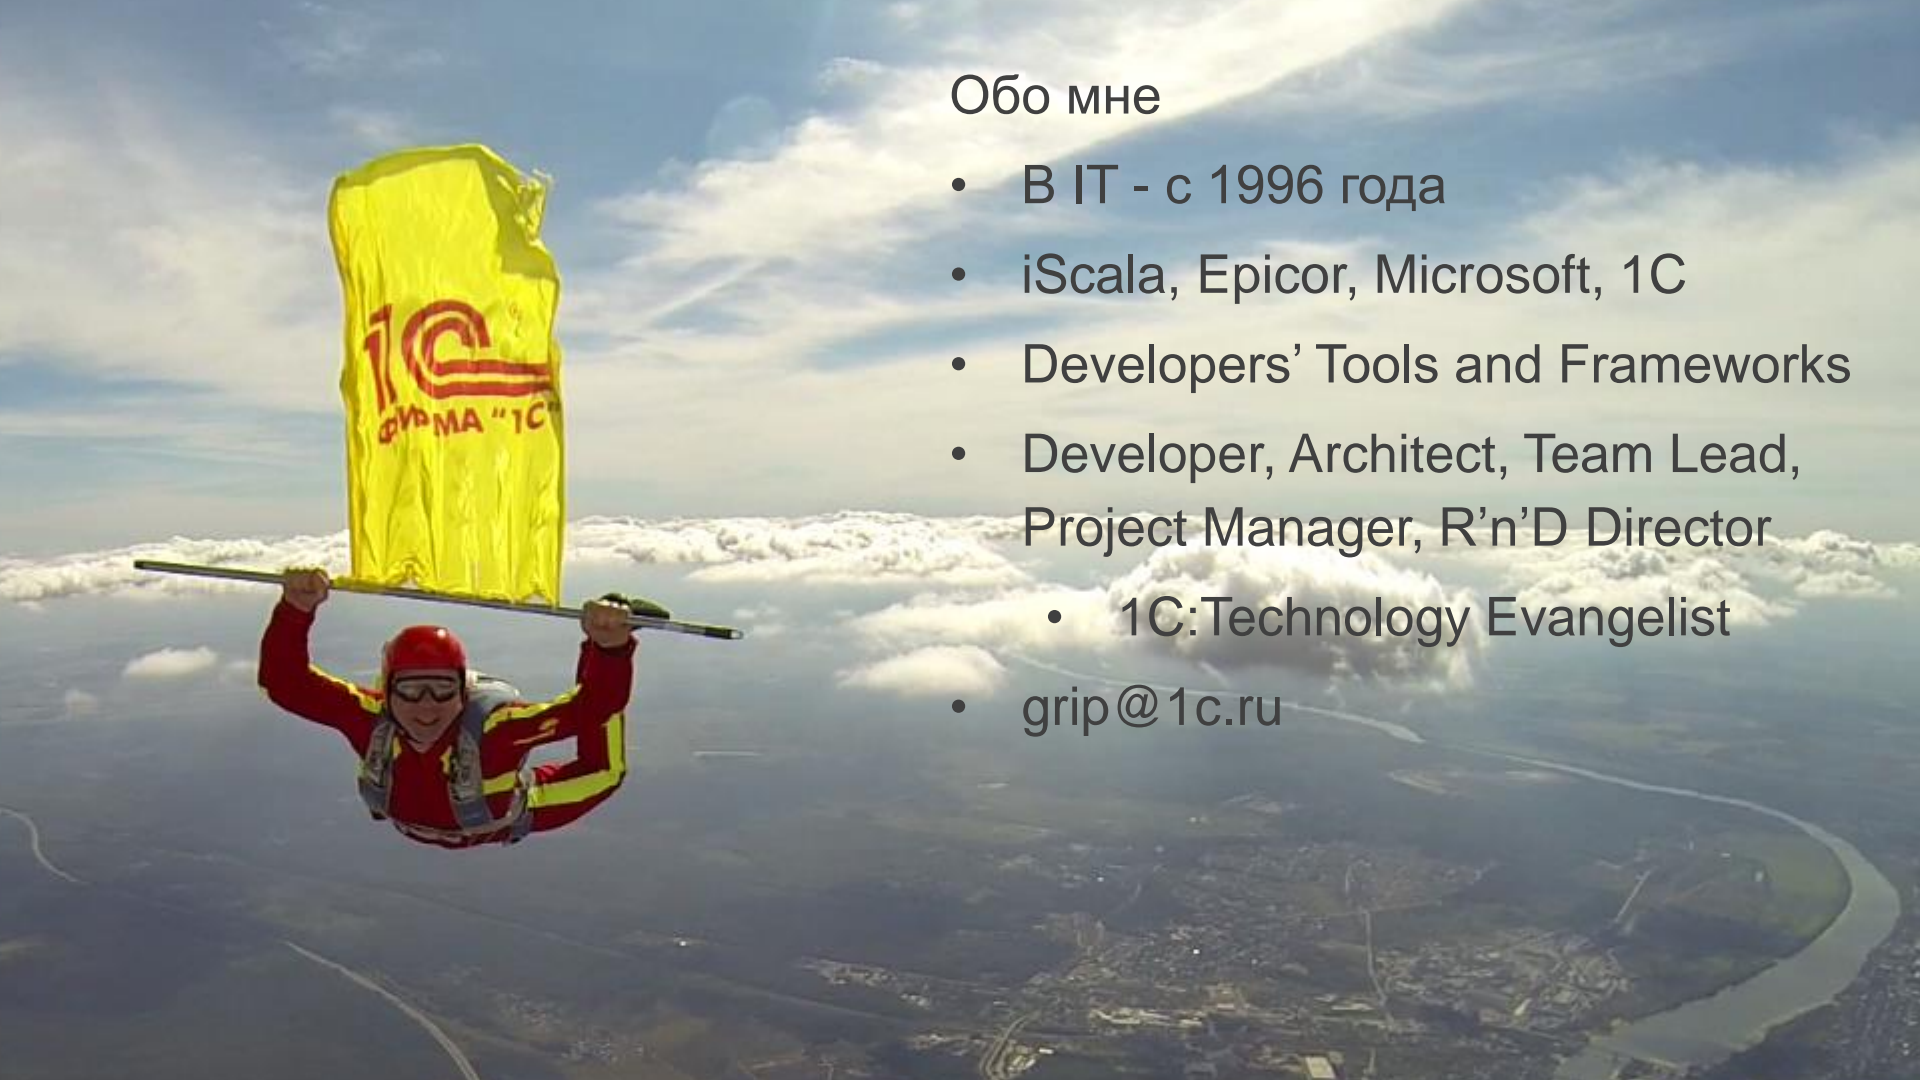 1С
ФИРМА "1С"
Обо мне
• В IT - с 1996 года
• iScala, Epicor, Microsoft, 1С
• Developers’ Tools and Frameworks
• Developer, Architect, Team Lead,
Project Manager, R’n’D Director
• 1C:Technology Evangelist
• grip@1c.ru